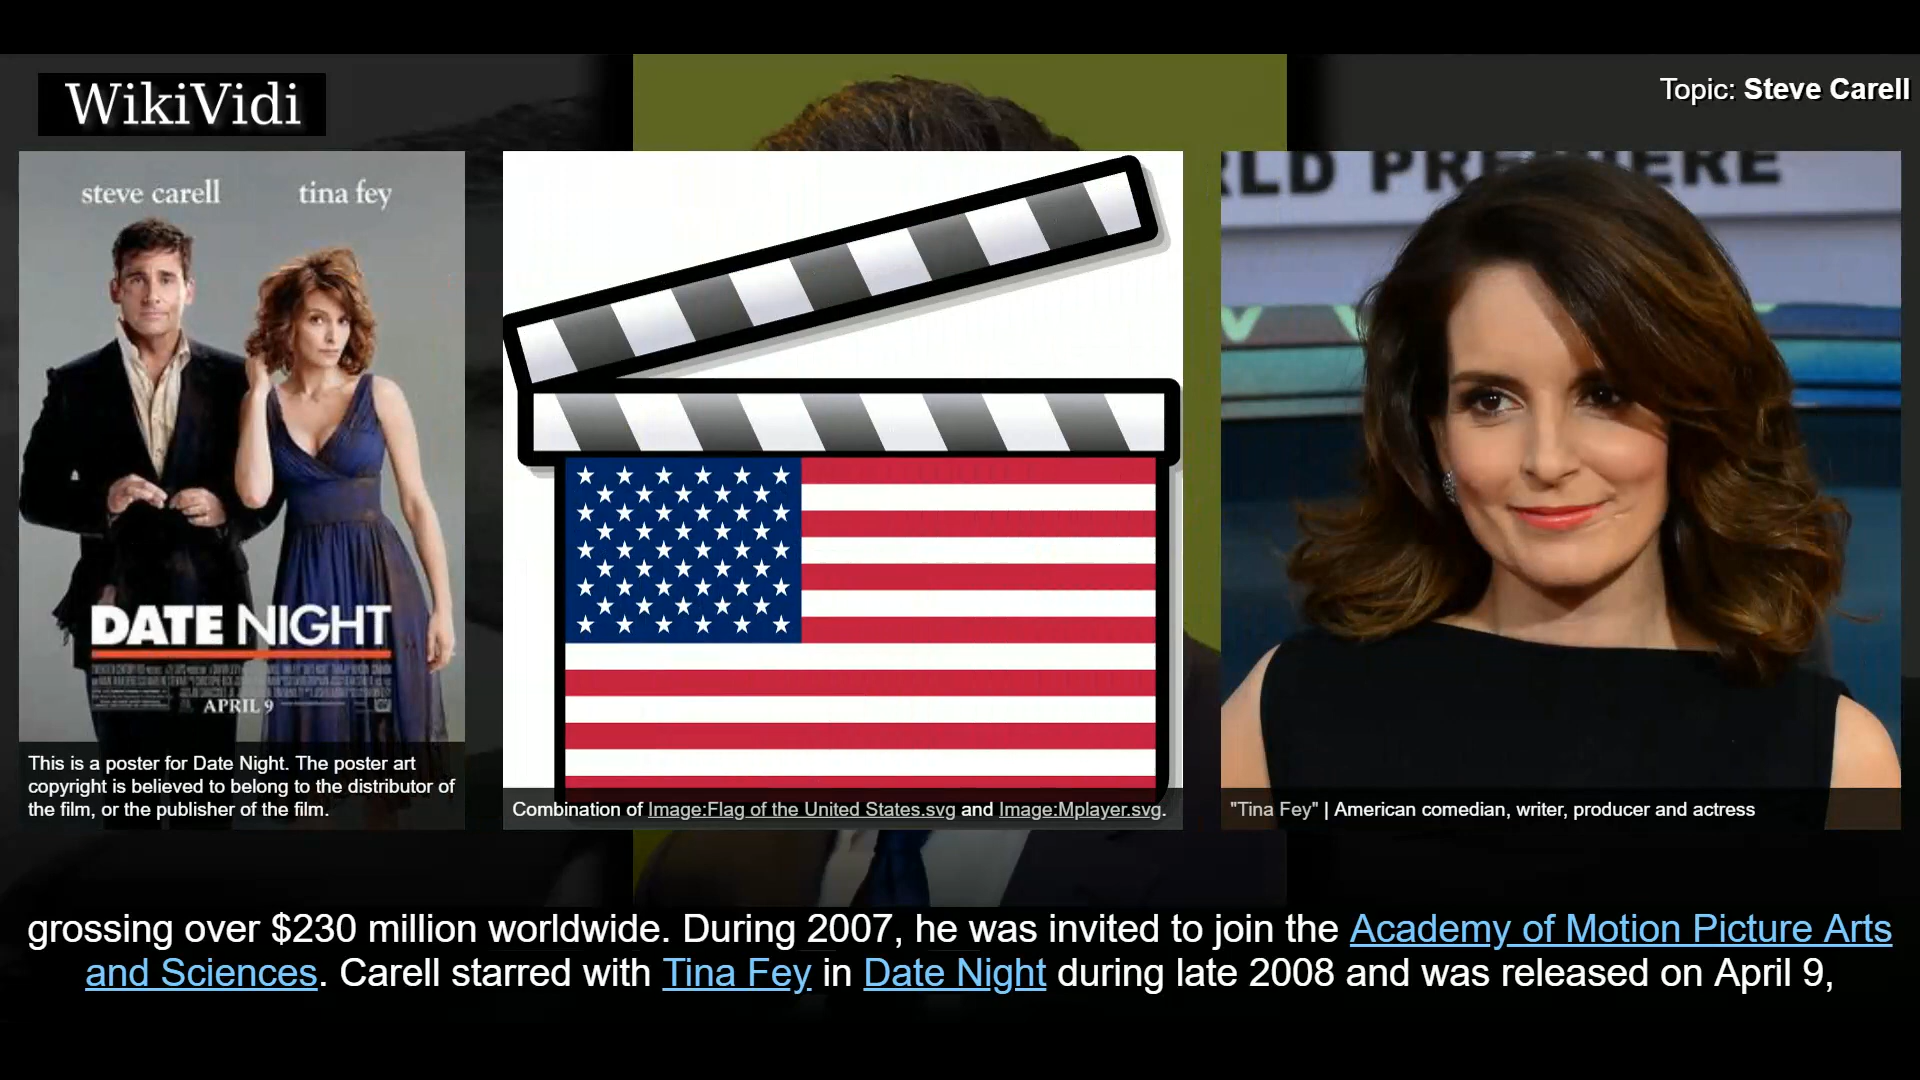 WikiVidi
Topic: Steve Carell
steve carell
tina fey
DATE NIGHT
APRIL 9
This is a poster for Date Night. The poster art
copyright is believed to belong to the distributor of
the film, or the publisher of the film.
Combination of Image:Flag of the United States.svg and Image:Mplayer.svg.
RLD PREMIERE
"Tina Fey" | American comedian, writer, producer and actress
grossing over $230 million worldwide. During 2007, he was invited to join the Academy of Motion Picture Arts
and Sciences. Carell starred with Tina Fey in Date Night during late 2008 and was released on April 9,